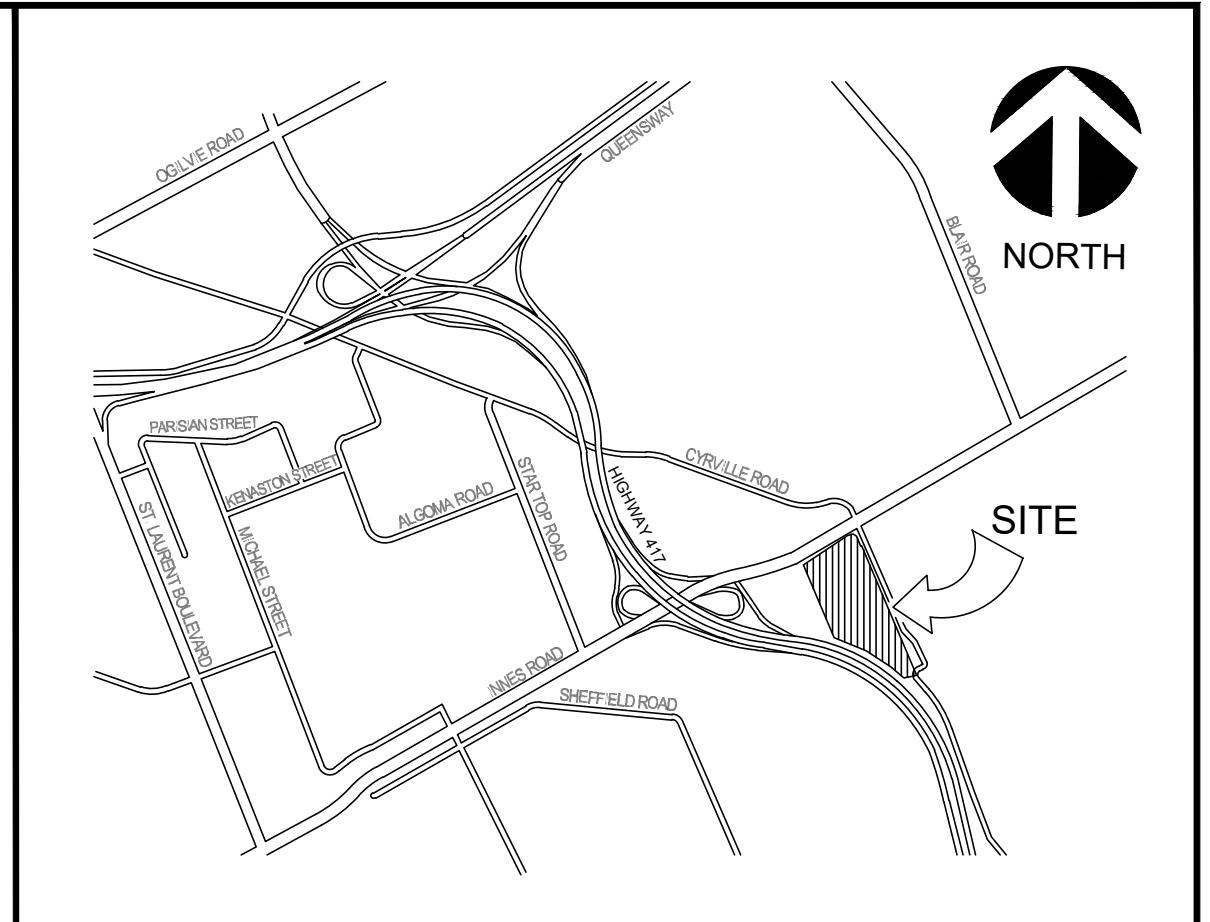 OGILVIE ROAD
QUEENSWAY
BLAIR ROAD
NORTH
PARISIAN STREET
KENASTON STREET
ALGOMA ROAD
STAR TOP ROAD
HIGHWAY 417
CYRVILLE ROAD
SITE
ST. LAURENT BOULEVARD
MICHAEL STREET
INNES ROAD
SHEFFIELD ROAD